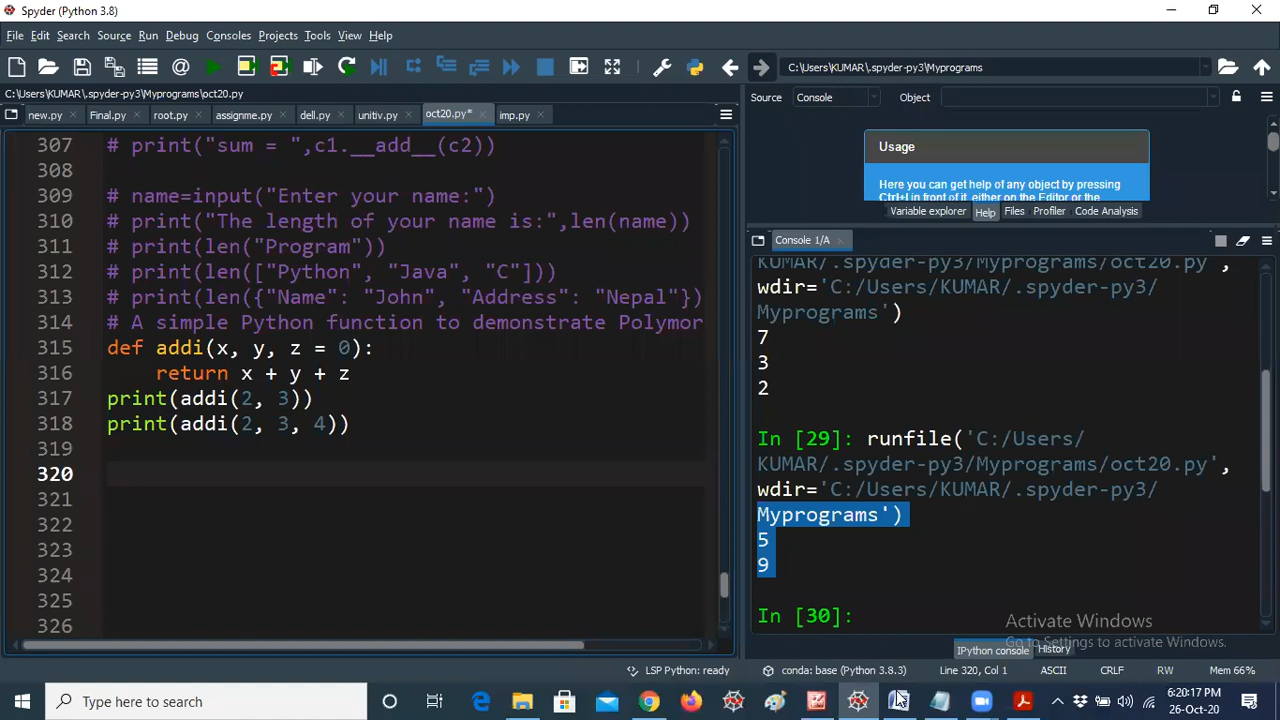 Spyder (Python 3.8)
File Edit Search Source Run Debug Consoles Projects Tools View Help
C:\Users\KUMAR\.spyder-py3\Myprograms
C:\Users\KUMAR\.spyder-py3\Myprograms\oct20.py
Source Console Object
new.py Final.py root.py assignme.py dell.py unitiv.py oct20.py* imp.py
307 # print("sum = ",c1.__add__(c2))
308
309 # name=input("Enter your name:")
310 # print("The length of your name is:",len(name))
311 # print(len("Program"))
312 # print(len(["Python", "Java", "C"]))
313 # print(len({"Name": "John", "Address": "Nepal"})
314 # A simple Python function to demonstrate Polymor
315 def addi(x, y, z = 0):
316 return x + y + z
317 print(addi(2, 3))
318 print(addi(2, 3, 4))
319
320
321
322
323
324
325
326
Usage
Here you can get help of any object by pressing
Ctrl+I in front of it, either on the Editor or the
Variable explorer Help Files Profiler Code Analysis
Console 1/A
KUMAR/.spyder-py3/Myprograms/oct20.py',
wdir='C:/Users/KUMAR/.spyder-py3/
Myprograms')
7
3
2
In [29]: runfile('C:/Users/
KUMAR/.spyder-py3/Myprograms/oct20.py',
wdir='C:/Users/KUMAR/.spyder-py3/
Myprograms')
5
9
In [30]:
Activate Windows
Go to Settings to activate Windows.
IPython console History
LSP Python: ready conda: base (Python 3.8.3) Line 320, Col 1 ASCII CRLF RW Mem 66%
Type here to search
6:20:17 PM
26-Oct-20